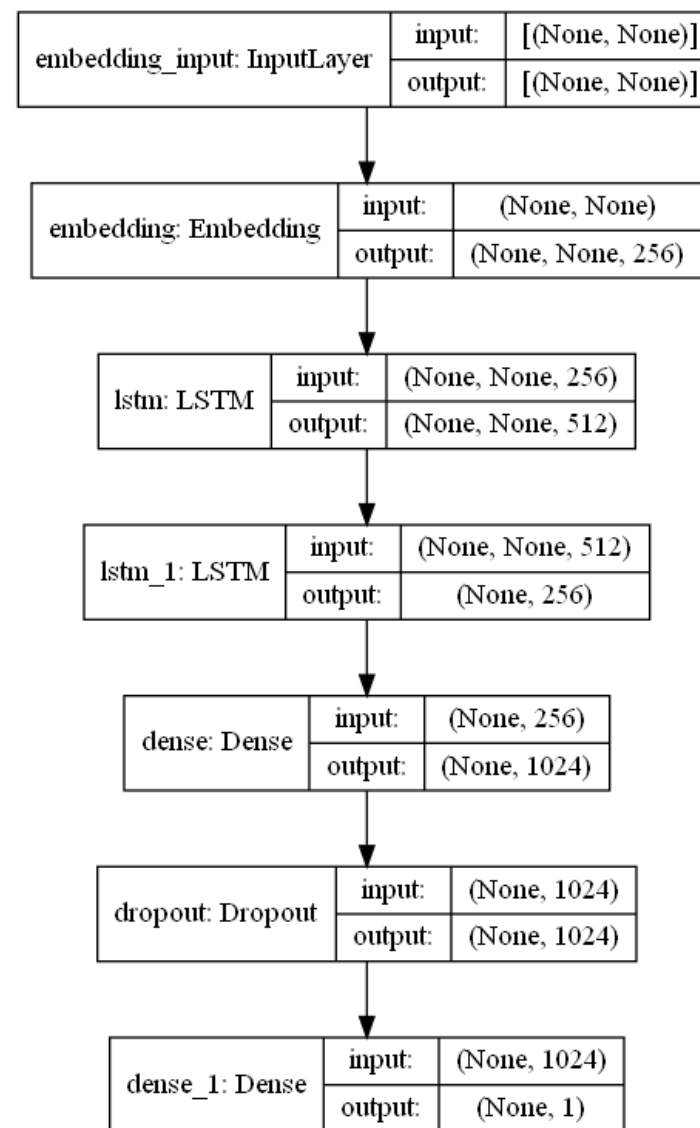 embedding_input: InputLayer
input: [(None, None)]
output: [(None, None)]
embedding: Embedding
input: (None, None)
output: (None, None, 256)
lstm: LSTM
input: (None, None, 256)
output: (None, None, 512)
lstm_1: LSTM
input: (None, None, 512)
output: (None, 256)
dense: Dense
input: (None, 256)
output: (None, 1024)
dropout: Dropout
input: (None, 1024)
output: (None, 1024)
dense_1: Dense
input: (None, 1024)
output: (None, 1)